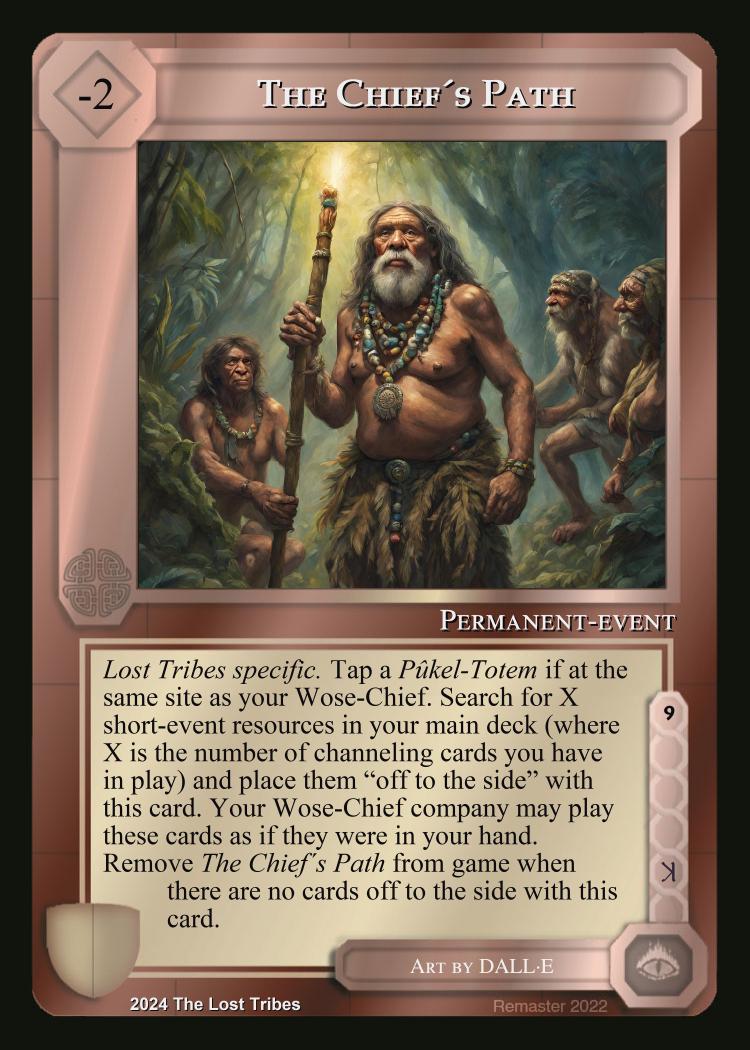 -2
The Chief´s Path
Permanent-event
Lost Tribes specific. Tap a Pûkel-Totem if at the
same site as your Wose-Chief. Search for X
short-event resources in your main deck (where
X is the number of channeling cards you have
in play) and place them “off to the side” with
this card. Your Wose-Chief company may play
these cards as if they were in your hand.
Remove The Chief´s Path from game when
there are no cards off to the side with this
card.
9
K
Art by DALL·E
2024 The Lost Tribes
Remaster 2022